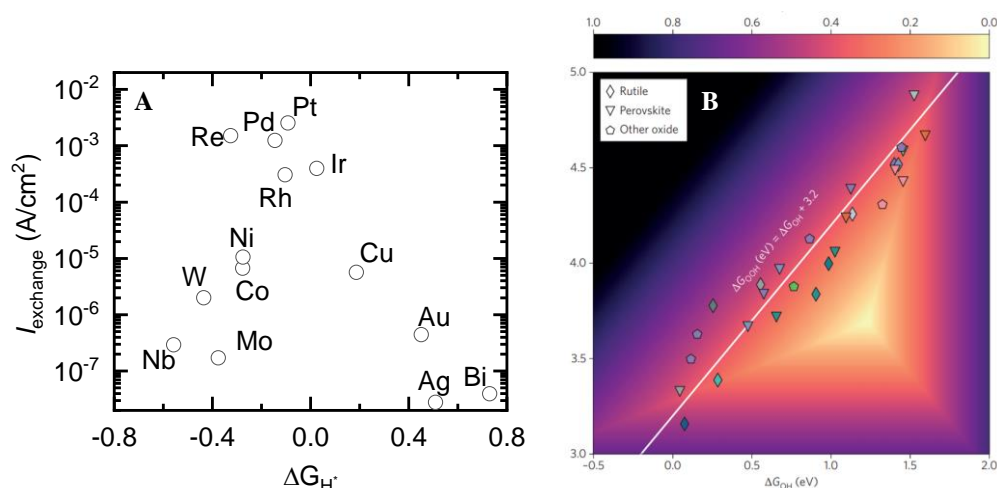 A
I_exchange (A/cm²)
10⁻²
10⁻³
10⁻⁴
10⁻⁵
10⁻⁶
10⁻⁷
Pt
Pd
Re
Ir
Rh
Ni
Cu
W
Co
Au
Nb
Mo
Bi
Ag
-0.8
-0.4
0.0
0.4
0.8
ΔG_H*
1.0
0.8
0.6
0.4
0.2
0.0
B
Rutile
Perovskite
Other oxide
ΔG_OOH (eV) = ΔG_OH + 3.2
5.0
4.5
4.0
3.5
3.0
-0.5
0.0
0.5
1.0
1.5
2.0
ΔG_OH (eV)